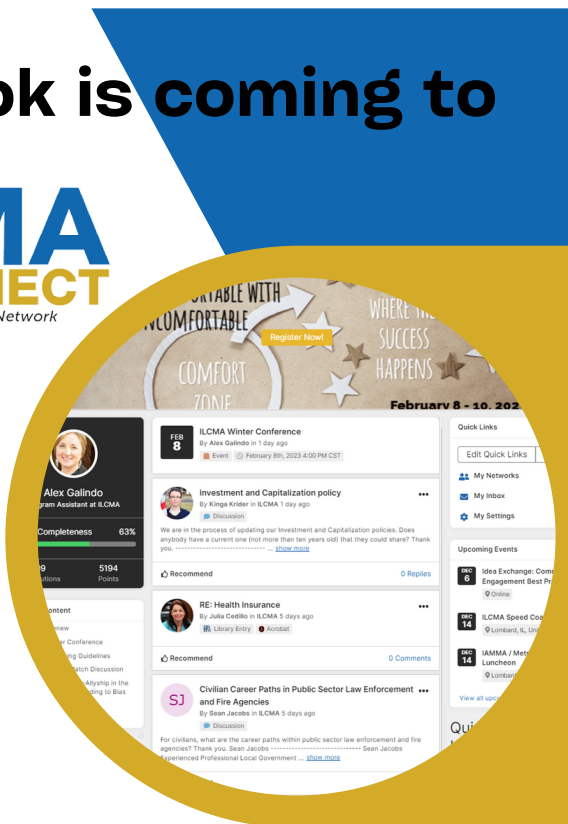 ok is coming to
MA
NECT
Network
RTABLE WITH
NCOMFORTABLE
COMFORT
ZONE
Register Now!
WHERE THE
SUCCESS
HAPPENS
February 8 - 10, 202
Alex Galindo
gram Assistant at ILCMA
Completeness 63%
5194
utions Points
ontent
new
er Conference
ng Guidelines
atch Discussion
Allyship in the
ding to Bias
FEB
8
ILCMA Winter Conference
By Alex Galindo in 1 day ago
Event February 8th, 2023 4:00 PM CST
Investment and Capitalization policy
By Kinga Krider in ILCMA 1 day ago
Discussion
We are in the process of updating our Investment and Capitalization policies. Does
anybody have a current one (not more than ten years old) that they could share? Thank
you. ------------------------------ ... show more
Recommend 0 Replies
RE: Health Insurance
By Julia Cedillo in ILCMA 5 days ago
Library Entry Acrobat
Recommend 0 Comments
SJ
Civilian Career Paths in Public Sector Law Enforcement
and Fire Agencies
By Sean Jacobs in ILCMA 5 days ago
Discussion
For civilians, what are the career paths within public sector law enforcement and fire
agencies? Thank you. Sean Jacobs ------------------------------ Sean Jacobs
Experienced Professional Local Government ... show more
Quick Links
Edit Quick Links
My Networks
My Inbox
My Settings
Upcoming Events
DEC
6
Idea Exchange: Com
Engagement Best Pr
Online
DEC
14
ILCMA Speed Coa
Lombard, IL, Uni
DEC
14
IAMMA / Met
Luncheon
Lombard
View all upco
Qui